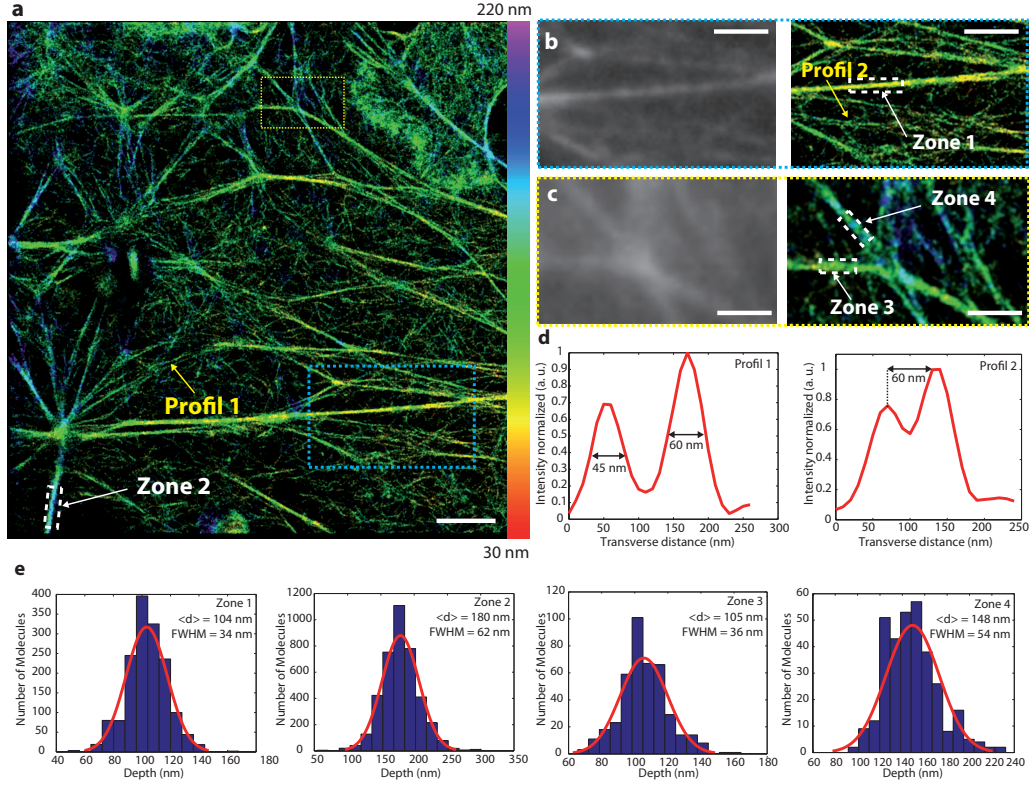 a
220 nm
Profil 1
Zone 2
30 nm
b
Profil 2
Zone 1
c
Zone 4
Zone 3
d
Profil 1
1
0.9
0.8
0.7
0.6
0.5
0.4
0.3
0.2
0.1
0
45 nm
60 nm
0 50 100 150 200 300
Transverse distance (nm)
Intensity normalized (a. u.)
Profil 2
60 nm
1
0.8
0.6
0.4
0.2
0
0 50 100 150 200 240
Transverse distance (nm)
Intensity normalized (a. u.)
e
Zone 1
<d> = 104 nm
FWHM = 34 nm
400
350
300
250
200
150
100
50
0
40 60 80 100 120 140 160 180
Depth (nm)
Number of Molecules
Zone 2
<d> = 180 nm
FWHM = 62 nm
1200
1000
800
600
400
200
0
50 100 150 200 250 300 350
Depth (nm)
Number of Molecules
Zone 3
<d> = 105 nm
FWHM = 36 nm
120
100
80
60
40
20
0
60 80 100 120 140 160 180
Depth (nm)
Number of Molecules
Zone 4
<d> = 148 nm
FWHM = 54 nm
60
50
40
30
20
10
0
60 80 100 120 140 160 180 200 220 240
Depth (nm)
Number of Molecules